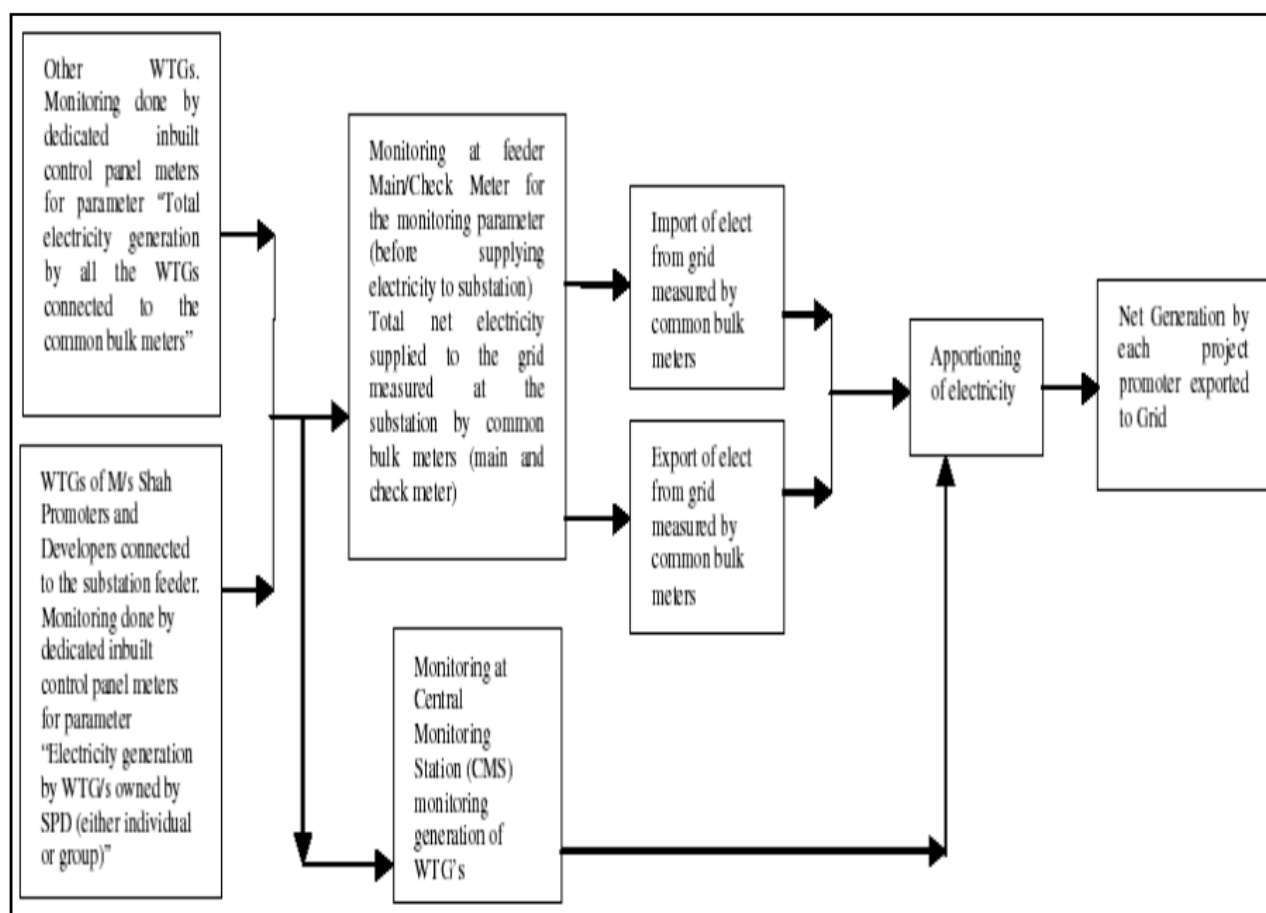 Other WTGs.
Monitoring done by
dedicated inbuilt
control panel meters
for parameter “Total
electricity generation
by all the WTGs
connected to the
common bulk meters”
WTGs of M/s Shah
Promoters and
Developers connected
to the substation feeder.
Monitoring done by
dedicated inbuilt
control panel meters
for parameter
“Electricity generation
by WTG/s owned by
SPD (either individual
or group)”
Monitoring at feeder
Main/Check Meter for
the monitoring parameter
(before supplying
electricity to substation)
Total net electricity
supplied to the grid
measured at the
substation by common
bulk meters (main and
check meter)
Monitoring at
Central
Monitoring
Station (CMS)
monitoring
generation of
WTG's
Import of elect
from grid
measured by
common bulk
meters
Export of elect
from grid
measured by
common bulk
meters
Apportioning
of electricity
Net Generation by
each project
promoter exported
to Grid